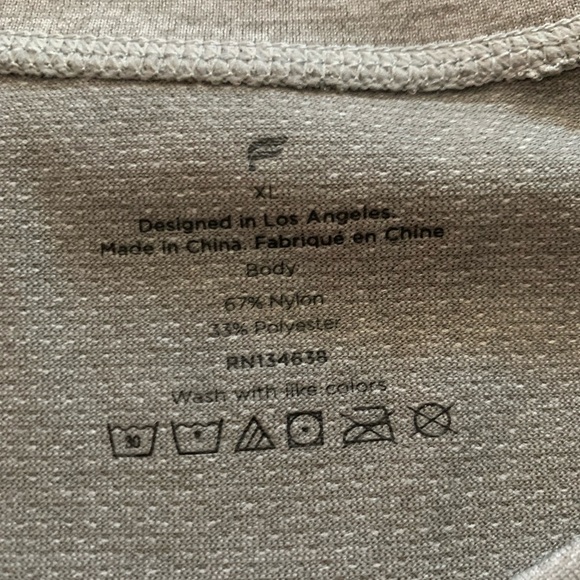 XL
Designed in Los Angeles.
Made in China. Fabriqué en Chine
Body
67% Nylon
33% Polyester
RN134638
Wash with like colors
30